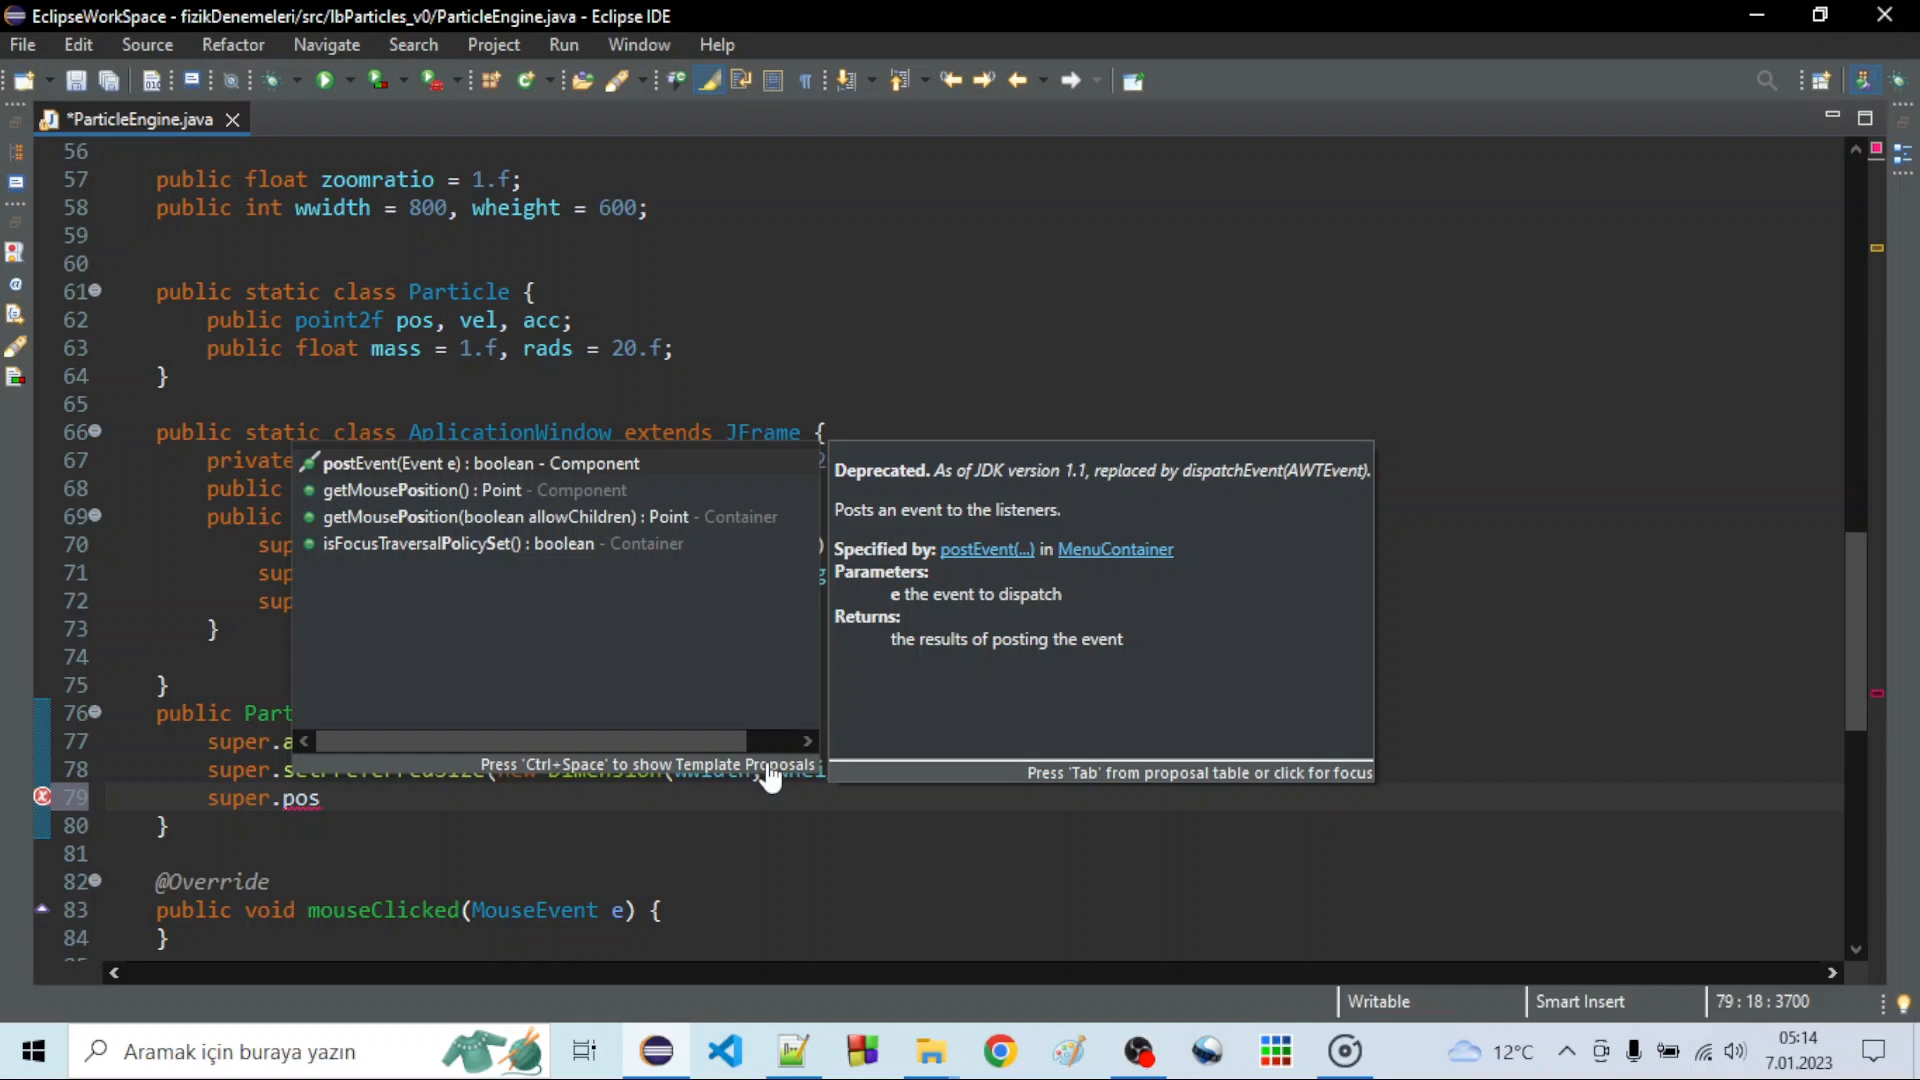 EclipseWorkSpace - fizikDenemeleri/src/lbParticles_v0/ParticleEngine.java - Eclipse IDE
File Edit Source Refactor Navigate Search Project Run Window Help
*ParticleEngine.java
56
57 public float zoomratio = 1.f;
58 public int wwidth = 800, wheight = 600;
59
60
61 public static class Particle {
62 public point2f pos, vel, acc;
63 public float mass = 1.f, rads = 20.f;
64 }
65
66 public static class AplicationWindow extends JFrame {
67 private
68 public
69 public
70 sup )
71 sup
72 sup
73 }
74
75 }
76 public Part
77 super.a
78 super.setPreferredSize(new Dimension(wwidth, whei
79 super.pos
80 }
81
82 @Override
83 public void mouseClicked(MouseEvent e) {
84 }
postEvent(Event e) : boolean - Component
getMousePosition() : Point - Component
getMousePosition(boolean allowChildren) : Point - Container
isFocusTraversalPolicySet() : boolean - Container
Press 'Ctrl+Space' to show Template Proposals
Deprecated. As of JDK version 1.1, replaced by dispatchEvent(AWTEvent).
Posts an event to the listeners.
Specified by: postEvent(...) in MenuContainer
Parameters:
e the event to dispatch
Returns:
the results of posting the event
Press 'Tab' from proposal table or click for focus
Writable Smart Insert 79 : 18 : 3700
Aramak için buraya yazın
12°C
05:14
7.01.2023